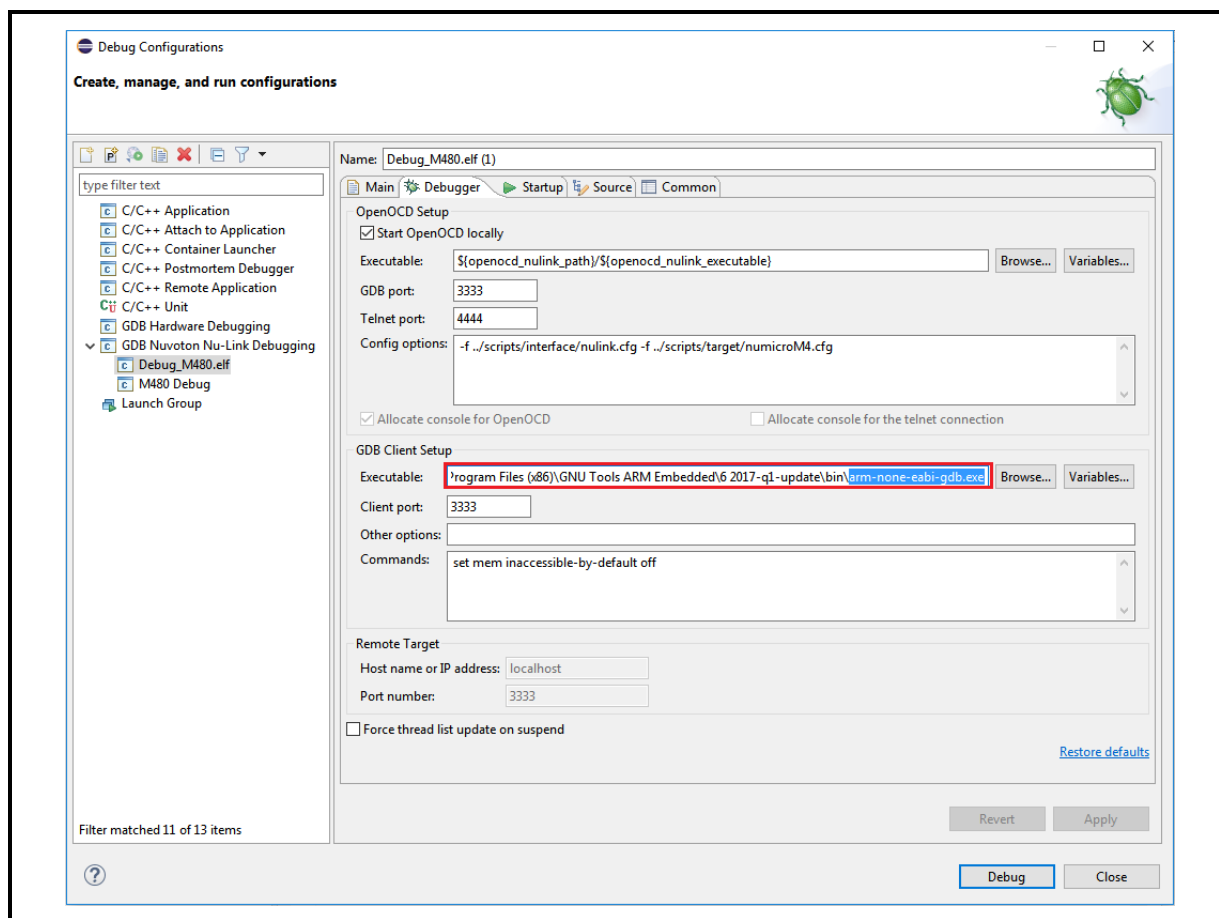 Debug Configurations
Create, manage, and run configurations
Name: Debug_M480.elf (1)
type filter text
C/C++ Application
C/C++ Attach to Application
C/C++ Container Launcher
C/C++ Postmortem Debugger
C/C++ Remote Application
C/C++ Unit
GDB Hardware Debugging
GDB Nuvoton Nu-Link Debugging
Debug_M480.elf
M480 Debug
Launch Group
Filter matched 11 of 13 items
Main Debugger Startup Source Common
OpenOCD Setup
Start OpenOCD locally
Executable: ${openocd_nulink_path}/${openocd_nulink_executable} Browse... Variables...
GDB port: 3333
Telnet port: 4444
Config options: -f ../scripts/interface/nulink.cfg -f ../scripts/target/numicroM4.cfg
Allocate console for OpenOCD Allocate console for the telnet connection
GDB Client Setup
Executable: Program Files (x86)\GNU Tools ARM Embedded\6 2017-q1-update\bin\arm-none-eabi-gdb.exe Browse... Variables...
Client port: 3333
Other options:
Commands: set mem inaccessible-by-default off
Remote Target
Host name or IP address: localhost
Port number: 3333
Force thread list update on suspend
Restore defaults
Revert Apply
Debug Close